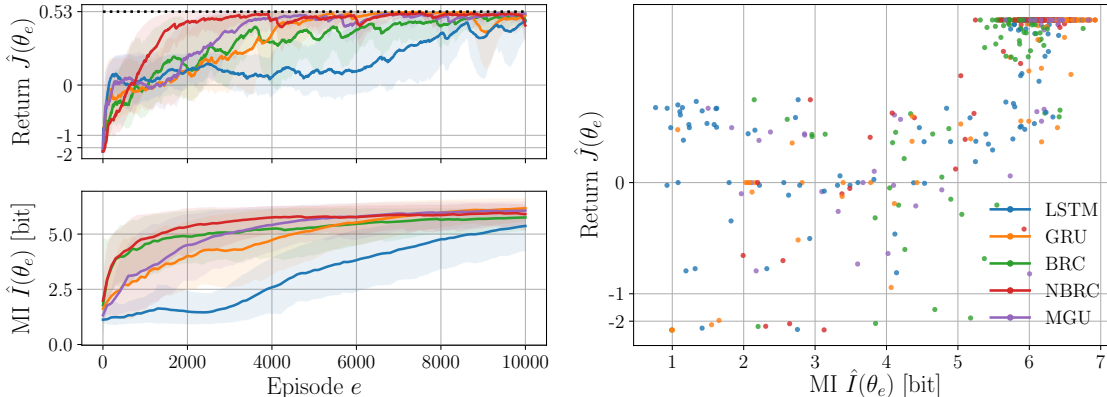 Return Ĵ(θₑ)
0.53
0
-1
-2
MI Î(θₑ) [bit]
5.0
2.5
0.0
0 2000 4000 6000 8000 10000
Episode e
Return Ĵ(θₑ)
0
-1
-2
LSTM
GRU
BRC
NBRC
MGU
1 2 3 4 5 6 7
MI Î(θₑ) [bit]